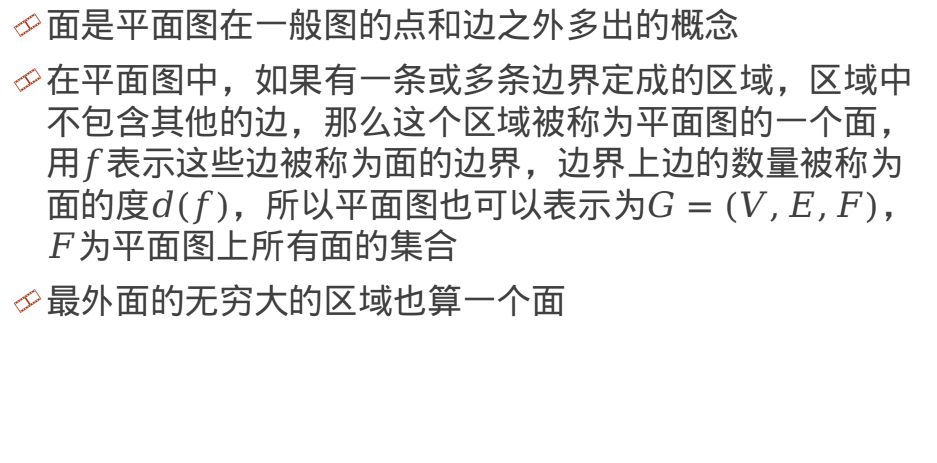 面是平面图在一般图的点和边之外多出的概念
在平面图中，如果有一条或多条边界定成的区域，区域中
不包含其他的边，那么这个区域被称为平面图的一个面，
用f表示这些边被称为面的边界，边界上边的数量被称为
面的度d(f)，所以平面图也可以表示为G = (V, E, F)，
F为平面图上所有面的集合
最外面的无穷大的区域也算一个面